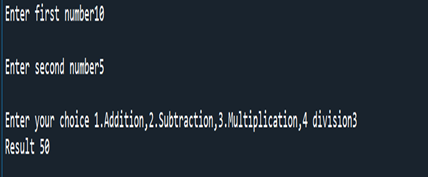 Enter first number10
Enter second number5
Enter your choice 1.Addition,2.Subtraction,3.Multiplication,4 division3
Result 50